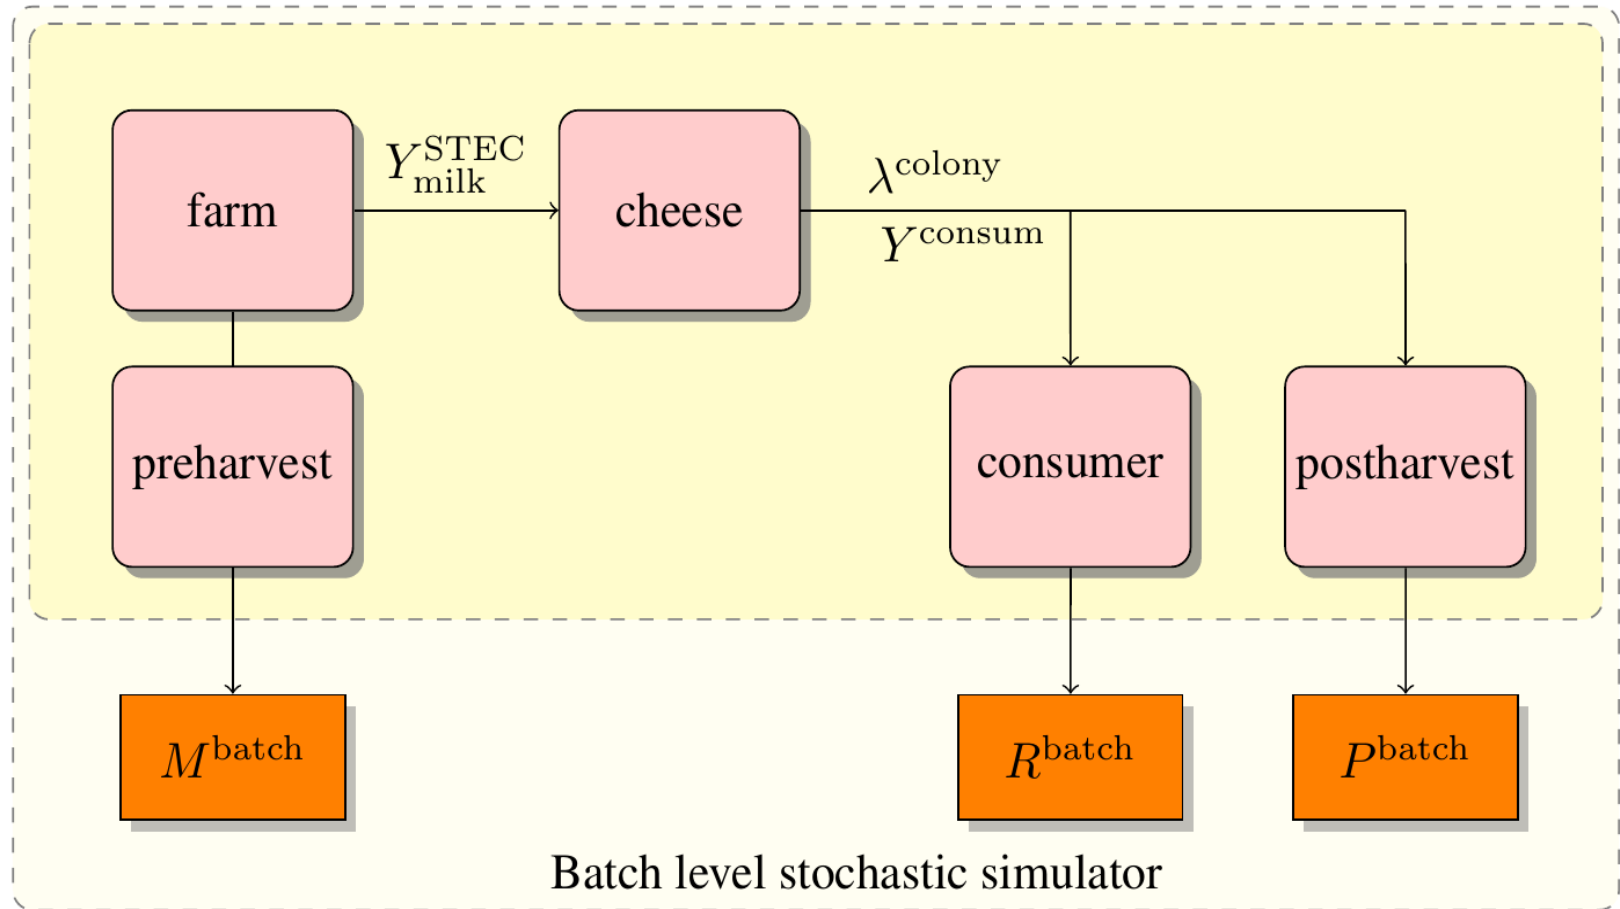 farm
Y_milk^STEC
cheese
λ^colony
Y^consum
preharvest
consumer
postharvest
M^batch
R^batch
P^batch
Batch level stochastic simulator